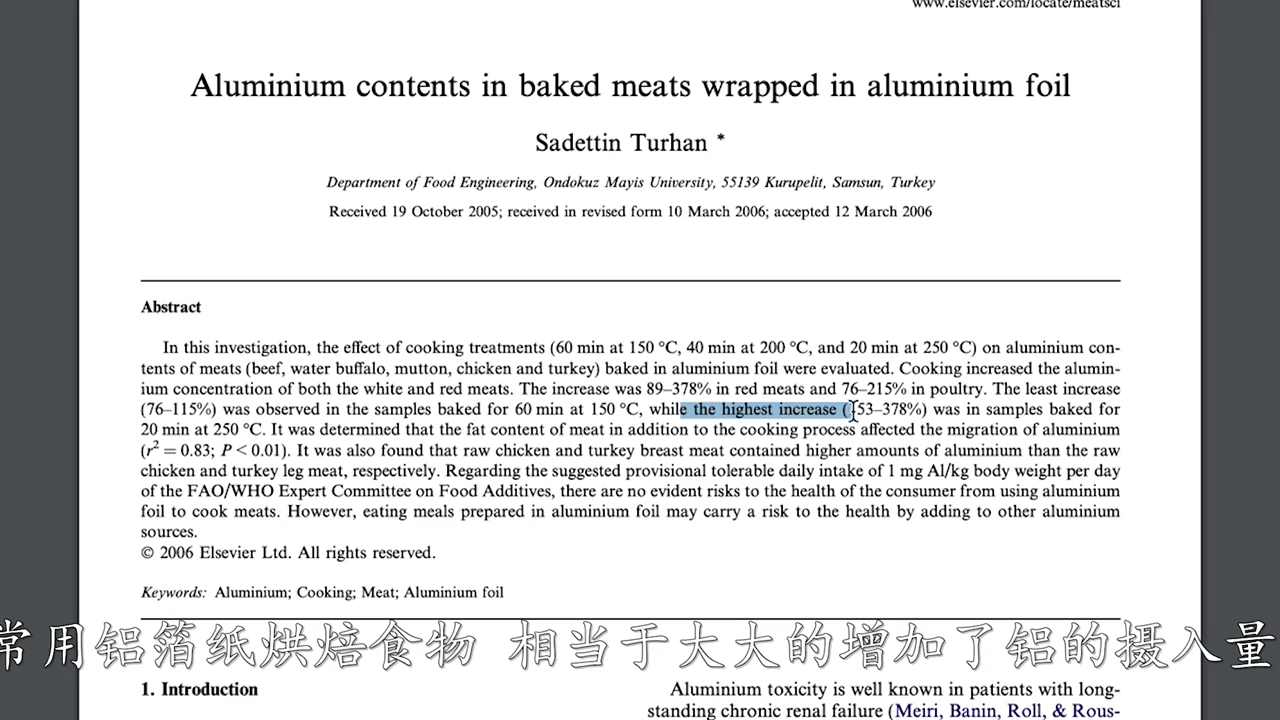 www.elsevier.com/locate/meatsci
Aluminium contents in baked meats wrapped in aluminium foil
Sadettin Turhan *
Department of Food Engineering, Ondokuz Mayis University, 55139 Kurupelit, Samsun, Turkey
Received 19 October 2005; received in revised form 10 March 2006; accepted 12 March 2006
Abstract
In this investigation, the effect of cooking treatments (60 min at 150 °C, 40 min at 200 °C, and 20 min at 250 °C) on aluminium con-
tents of meats (beef, water buffalo, mutton, chicken and turkey) baked in aluminium foil were evaluated. Cooking increased the alumin-
ium concentration of both the white and red meats. The increase was 89–378% in red meats and 76–215% in poultry. The least increase
(76–115%) was observed in the samples baked for 60 min at 150 °C, while the highest increase (153–378%) was in samples baked for
20 min at 250 °C. It was determined that the fat content of meat in addition to the cooking process affected the migration of aluminium
(r² = 0.83; P < 0.01). It was also found that raw chicken and turkey breast meat contained higher amounts of aluminium than the raw
chicken and turkey leg meat, respectively. Regarding the suggested provisional tolerable daily intake of 1 mg Al/kg body weight per day
of the FAO/WHO Expert Committee on Food Additives, there are no evident risks to the health of the consumer from using aluminium
foil to cook meats. However, eating meals prepared in aluminium foil may carry a risk to the health by adding to other aluminium
sources.
© 2006 Elsevier Ltd. All rights reserved.
Keywords: Aluminium; Cooking; Meat; Aluminium foil
常用铝箔纸烘焙食物 相当于大大的增加了铝的摄入量
1. Introduction
Aluminium toxicity is well known in patients with long-
standing chronic renal failure (Meiri, Banin, Roll, & Rous-